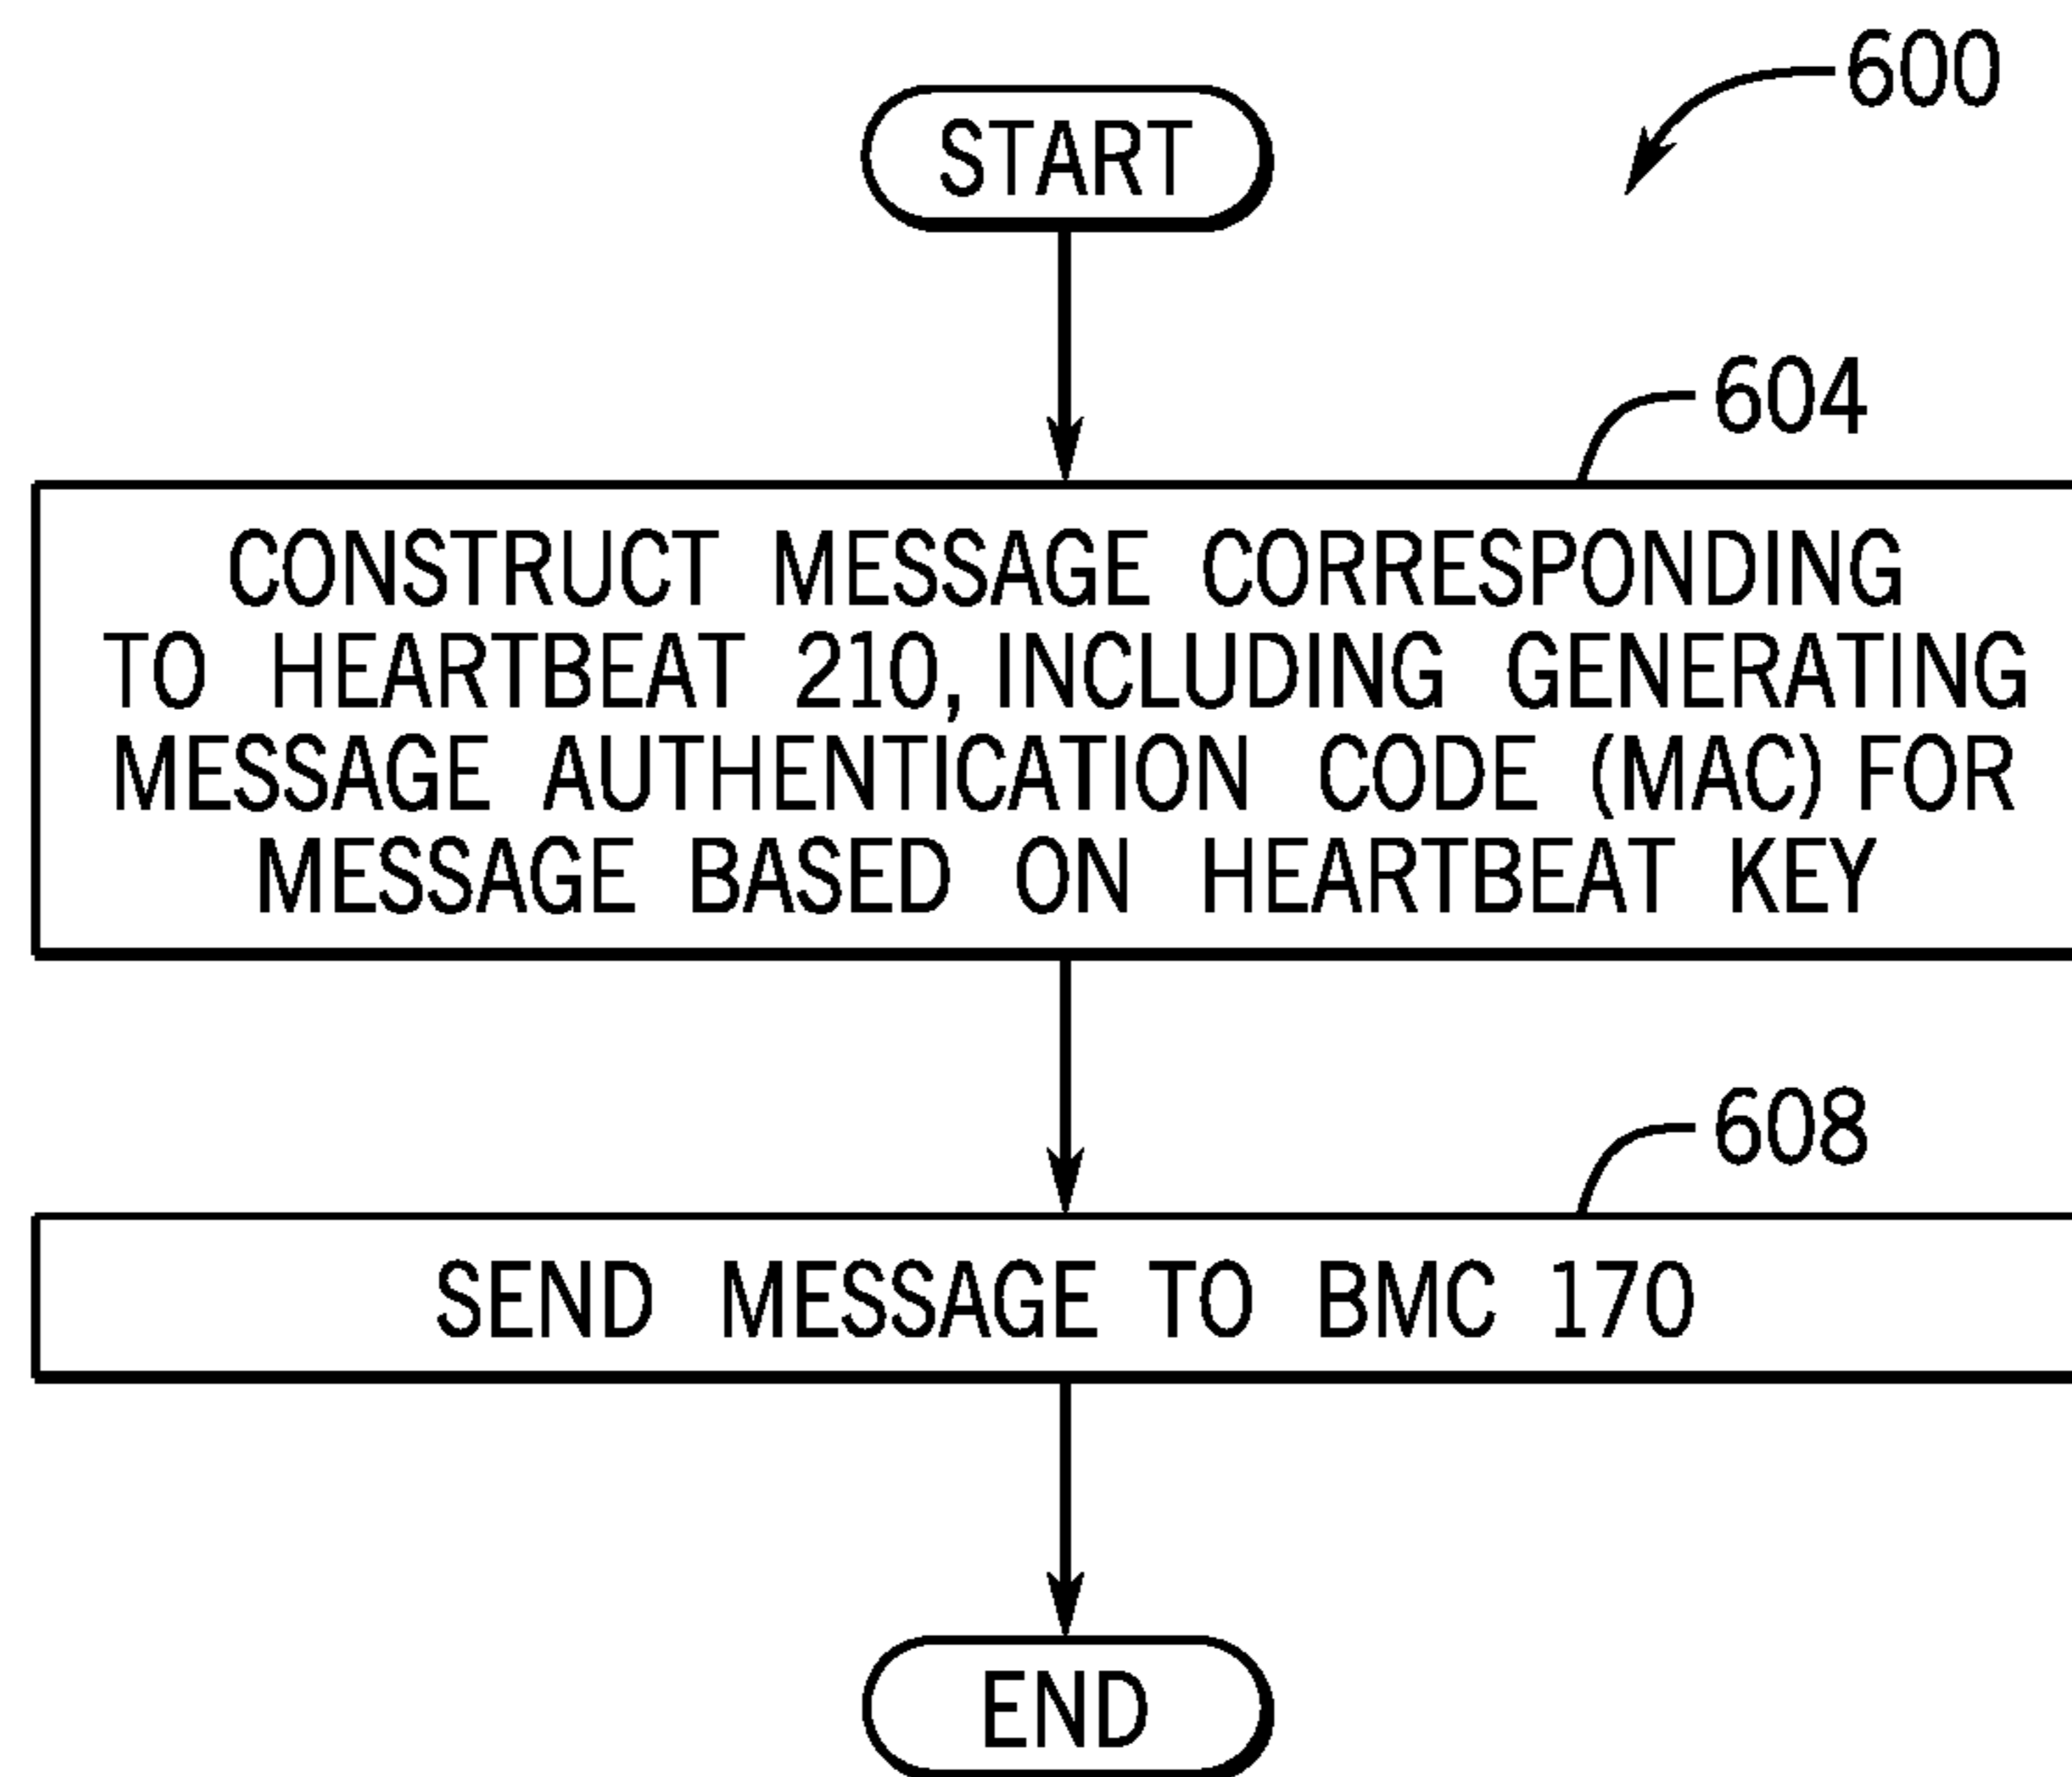 600
START
604
CONSTRUCT MESSAGE CORRESPONDING
TO HEARTBEAT 210, INCLUDING GENERATING
MESSAGE AUTHENTICATION CODE (MAC) FOR
MESSAGE BASED ON HEARTBEAT KEY
608
SEND MESSAGE TO BMC 170
END